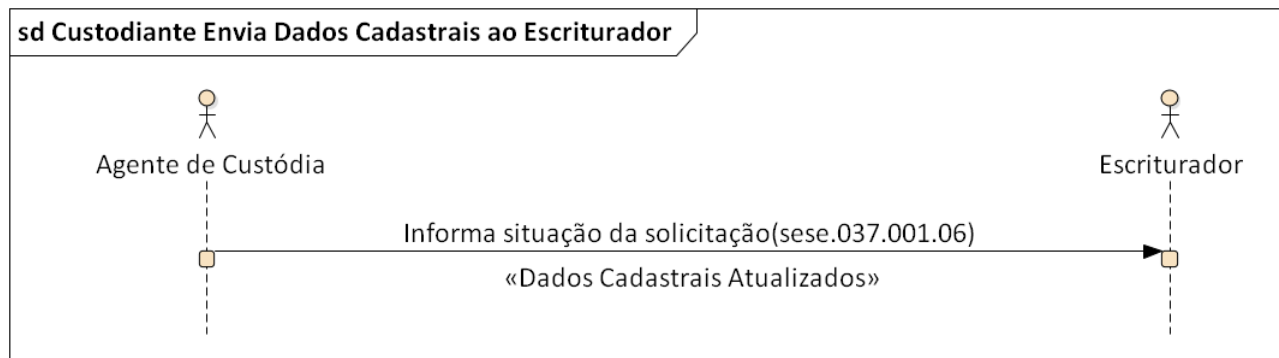 sd Custodiante Envia Dados Cadastrais ao Escriturador
Agente de Custódia
Escriturador
Informa situação da solicitação(sese.037.001.06)
«Dados Cadastrais Atualizados»